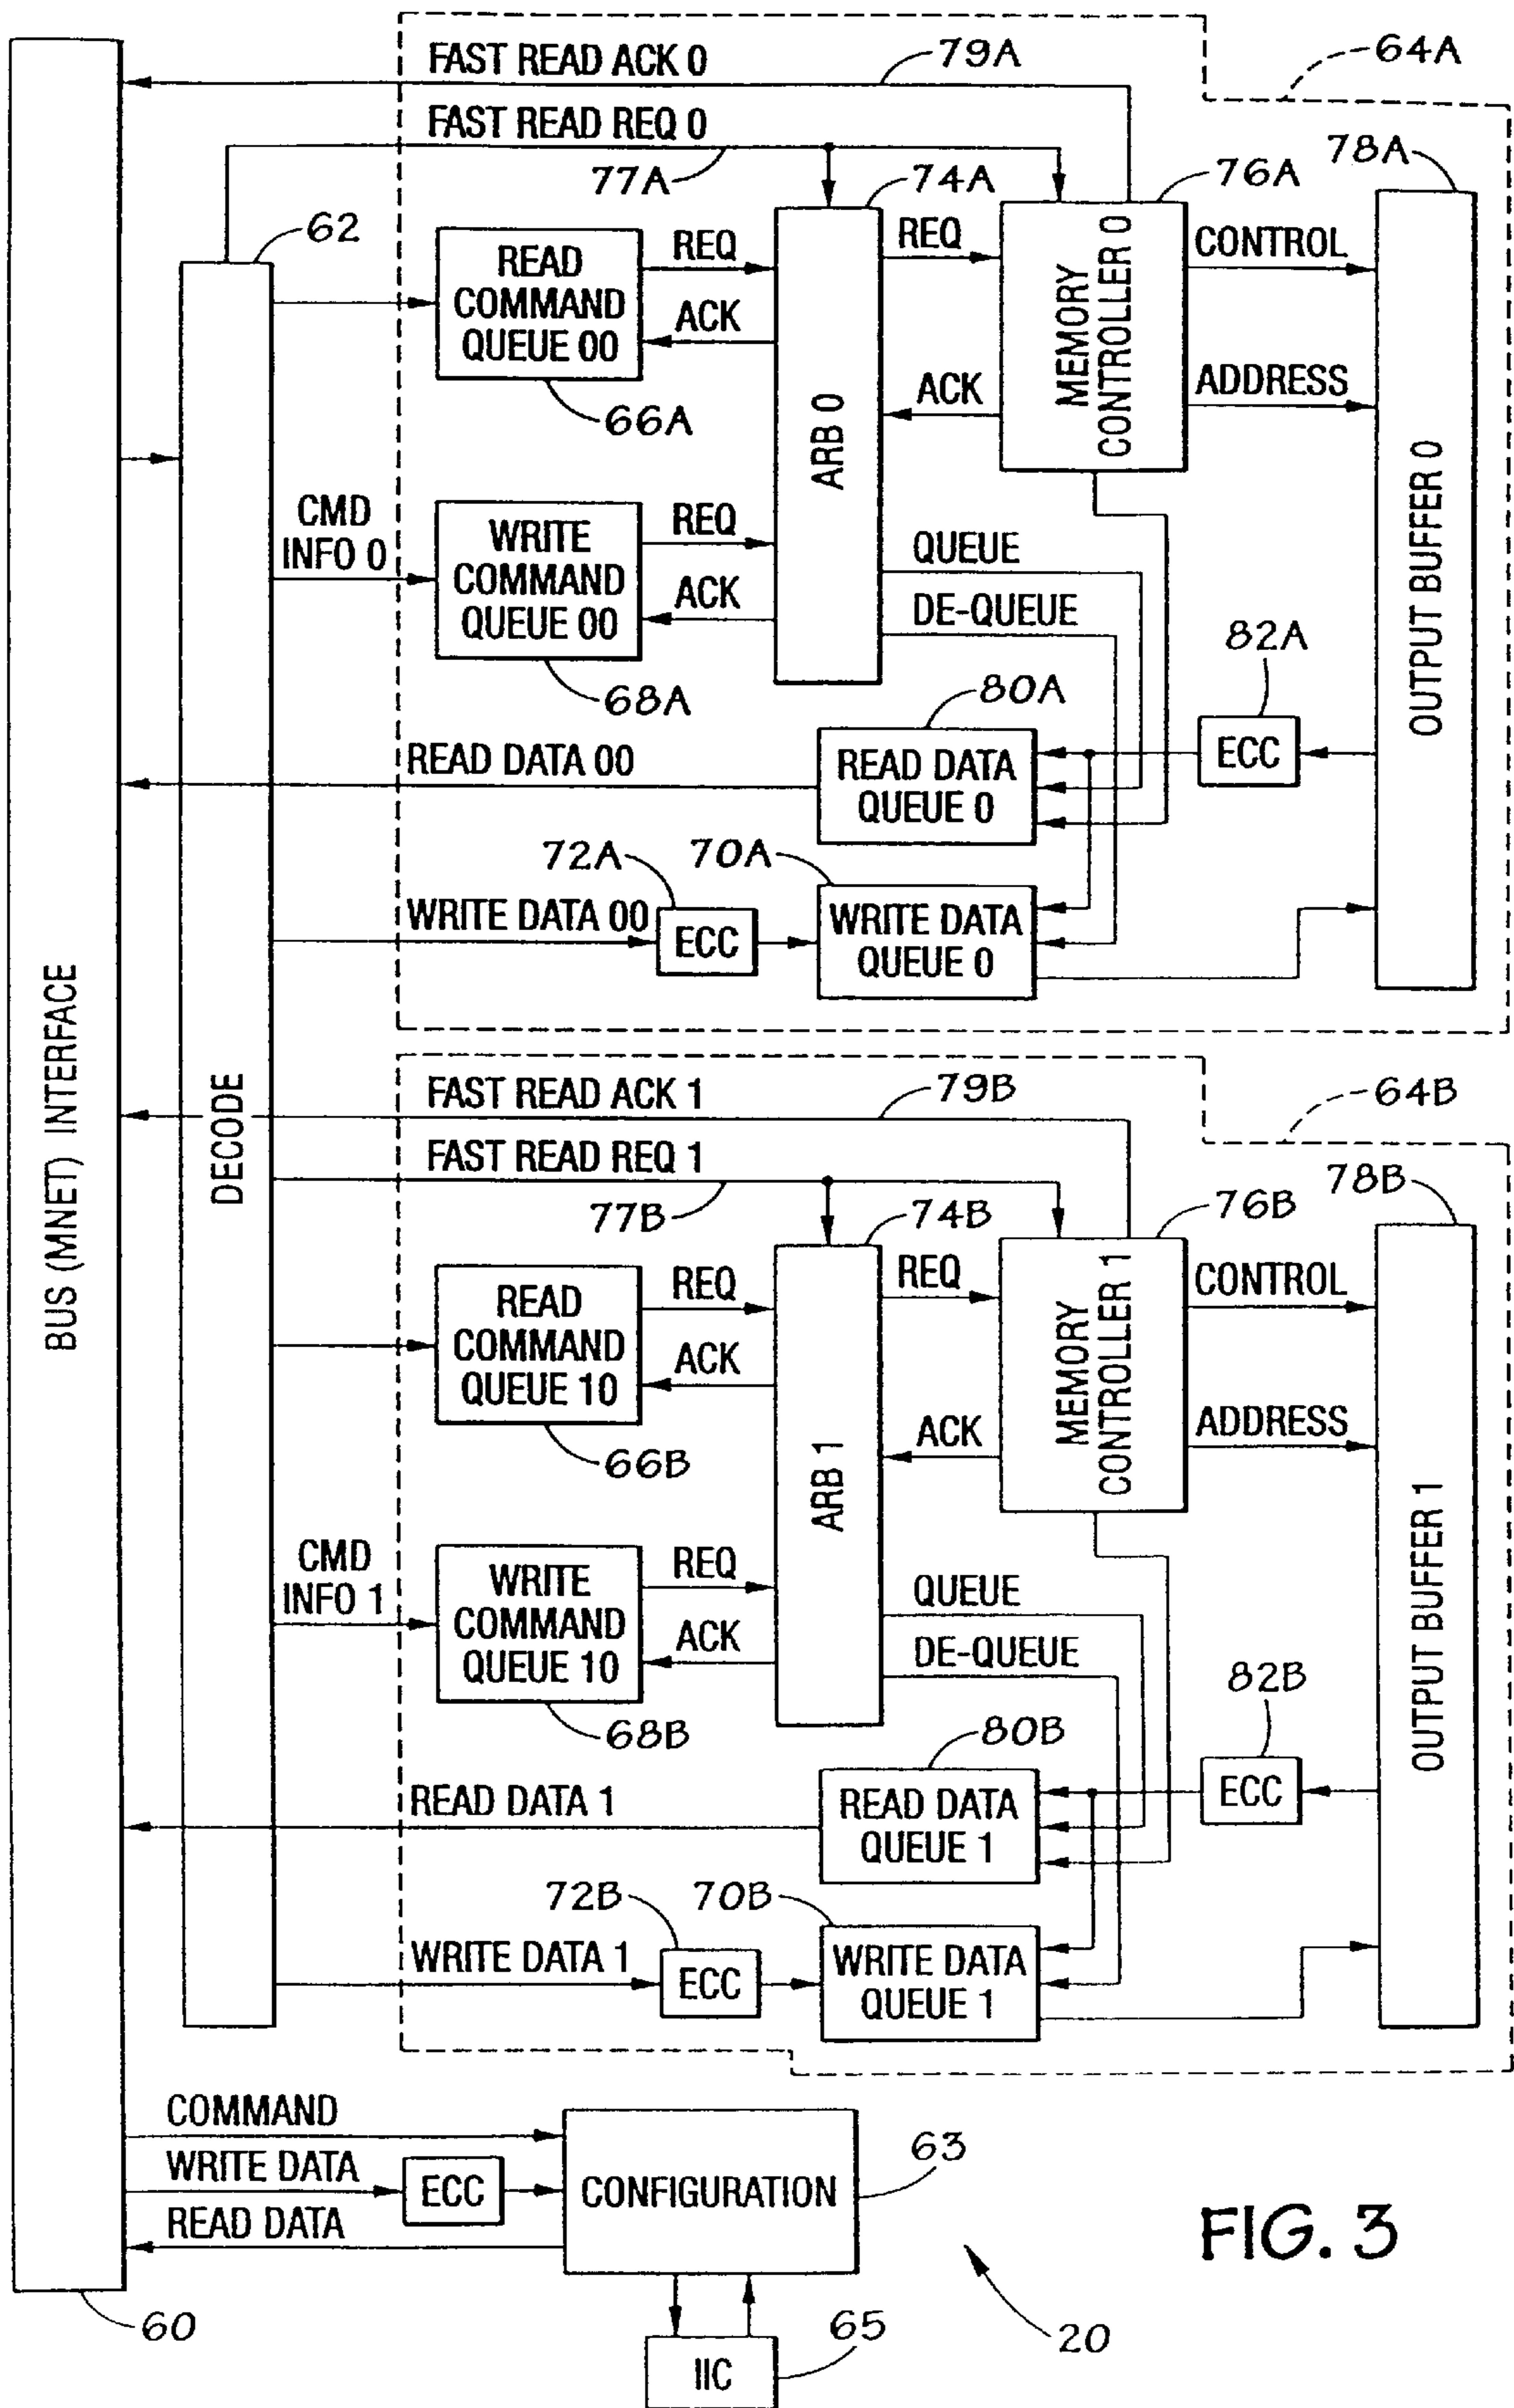 FAST READ ACK 0
79A
64A
FAST READ REQ 0
77A
74A
76A
78A
62
READ
COMMAND
QUEUE 00
REQ
ACK
66A
REQ
ACK
ARB 0
MEMORY
CONTROLLER 0
CONTROL
ADDRESS
OUTPUT BUFFER 0
CMD
INFO 0
WRITE
COMMAND
QUEUE 00
REQ
ACK
68A
QUEUE
DE-QUEUE
82A
80A
READ DATA 00
READ DATA
QUEUE 0
ECC
72A
70A
WRITE DATA 00
ECC
WRITE DATA
QUEUE 0
BUS (MNET) INTERFACE
DECODE
FAST READ ACK 1
79B
64B
FAST READ REQ 1
77B
74B
76B
78B
READ
COMMAND
QUEUE 10
REQ
ACK
66B
REQ
ACK
ARB 1
MEMORY
CONTROLLER 1
CONTROL
ADDRESS
OUTPUT BUFFER 1
CMD
INFO 1
WRITE
COMMAND
QUEUE 10
REQ
ACK
68B
QUEUE
DE-QUEUE
82B
80B
READ DATA 1
READ DATA
QUEUE 1
ECC
72B
70B
WRITE DATA 1
ECC
WRITE DATA
QUEUE 1
COMMAND
WRITE DATA
ECC
READ DATA
CONFIGURATION
63
60
65
IIC
20
FIG. 3